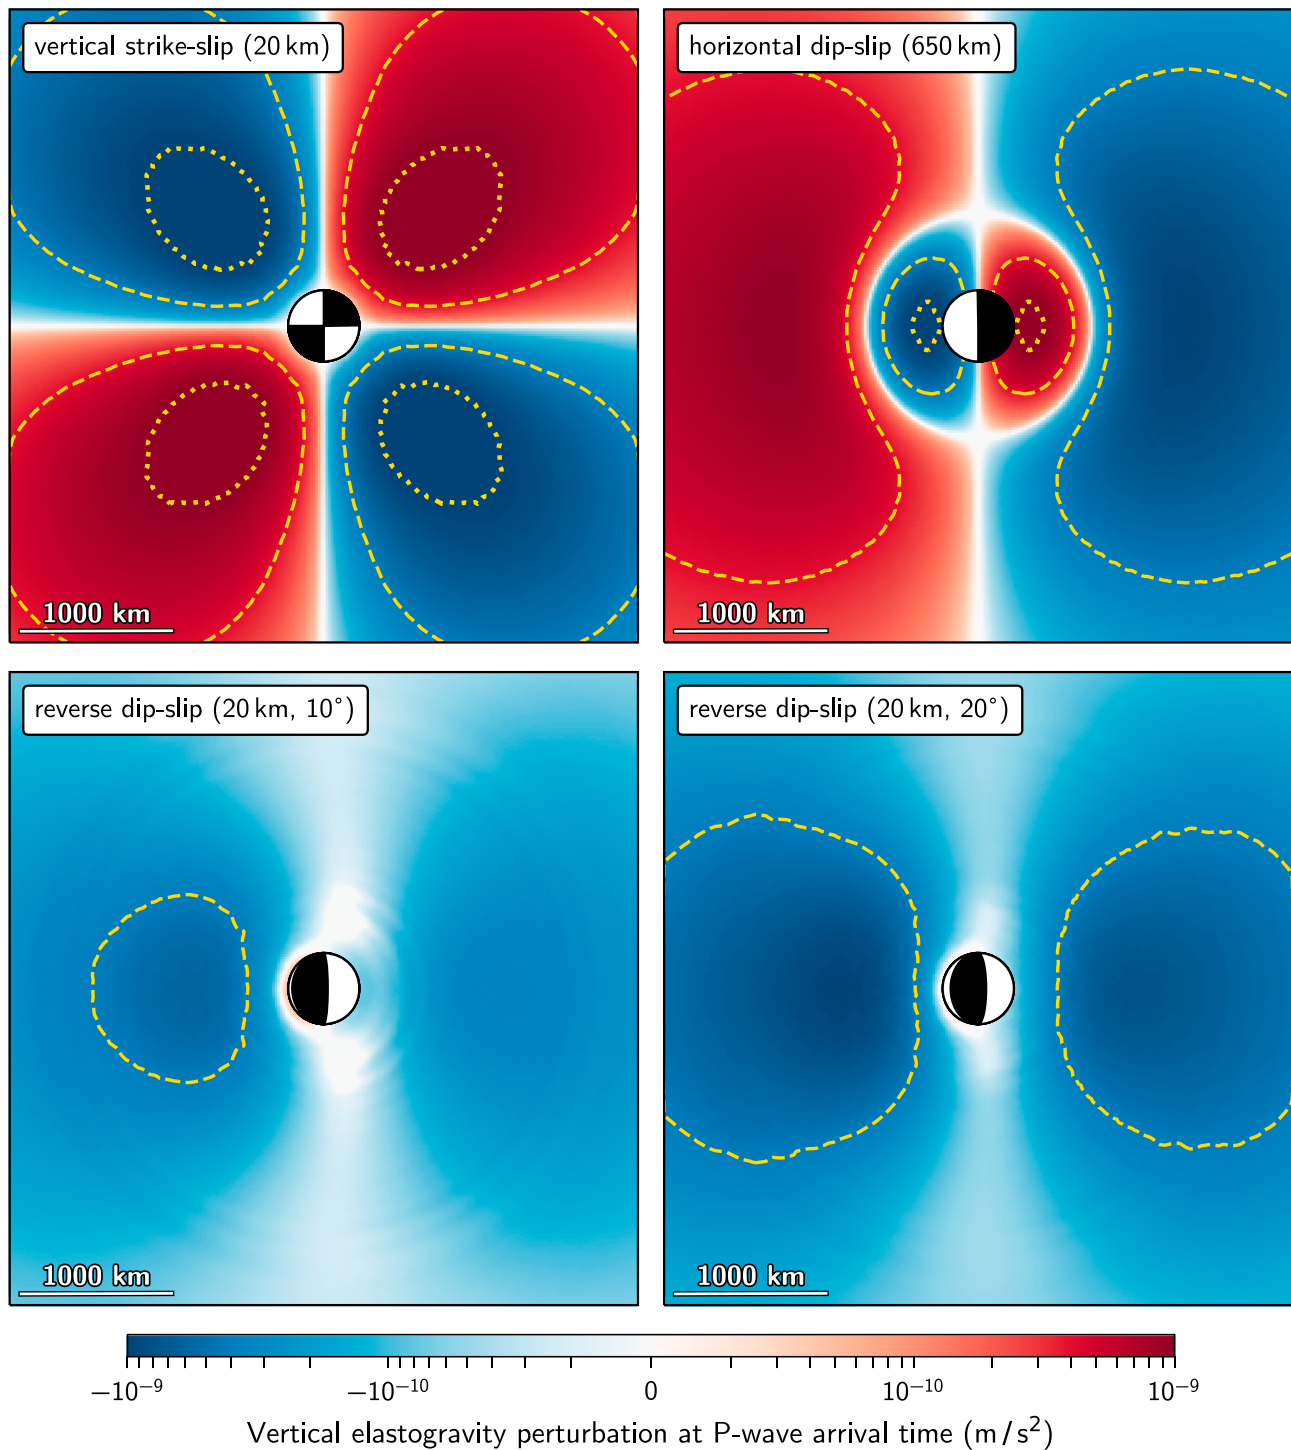 vertical strike-slip (20 km)
horizontal dip-slip (650 km)
1000 km
1000 km
reverse dip-slip (20 km, 10°)
reverse dip-slip (20 km, 20°)
1000 km
1000 km
−10⁻⁹
−10⁻¹⁰
0
10⁻¹⁰
10⁻⁹
Vertical elastogravity perturbation at P-wave arrival time (m/s²)